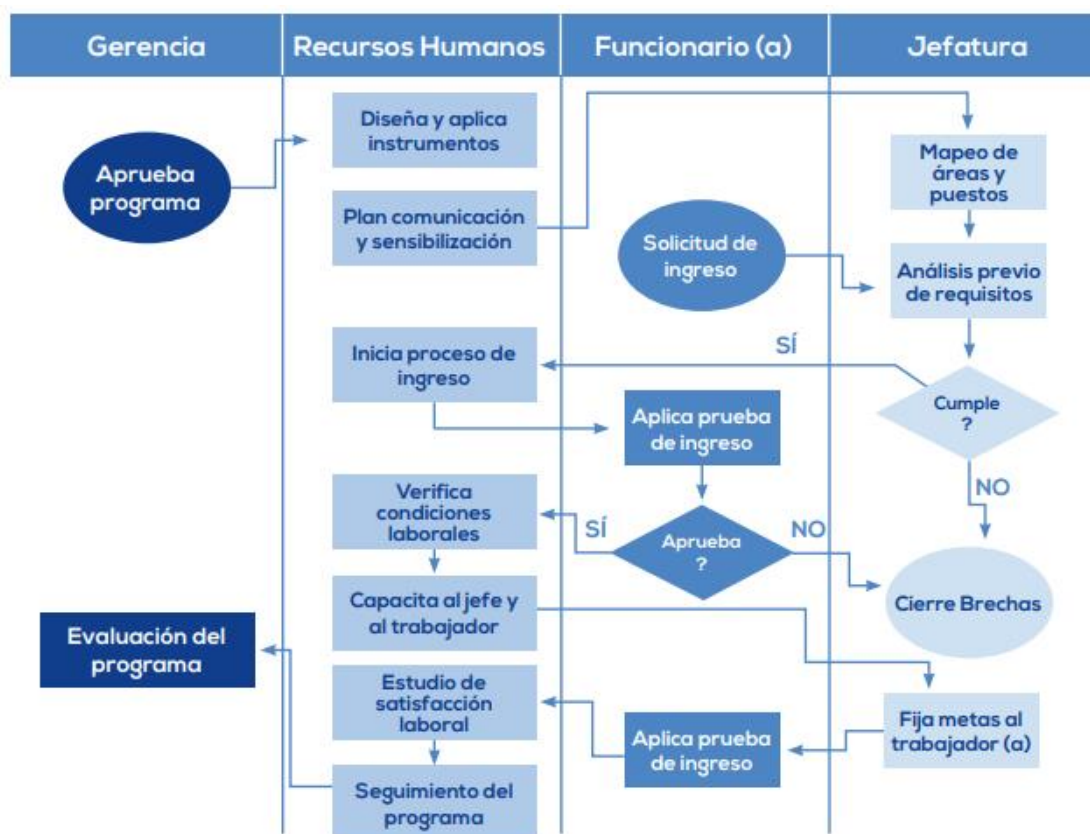 Gerencia
Recursos Humanos
Funcionario (a)
Jefatura
Diseña y aplica
instrumentos
Aprueba
programa
Mapeo de
áreas y
puestos
Plan comunicación
y sensibilización
Solicitud de
ingreso
Análisis previo
de requisitos
SÍ
Inicia proceso de
ingreso
Cumple
?
Aplica prueba
de ingreso
NO
Verifica
condiciones
laborales
SÍ
Aprueba
?
NO
Capacita al jefe y
al trabajador
Cierre Brechas
Evaluación del
programa
Estudio de
satisfacción
laboral
Aplica prueba
de ingreso
Fija metas al
trabajador (a)
Seguimiento del
programa